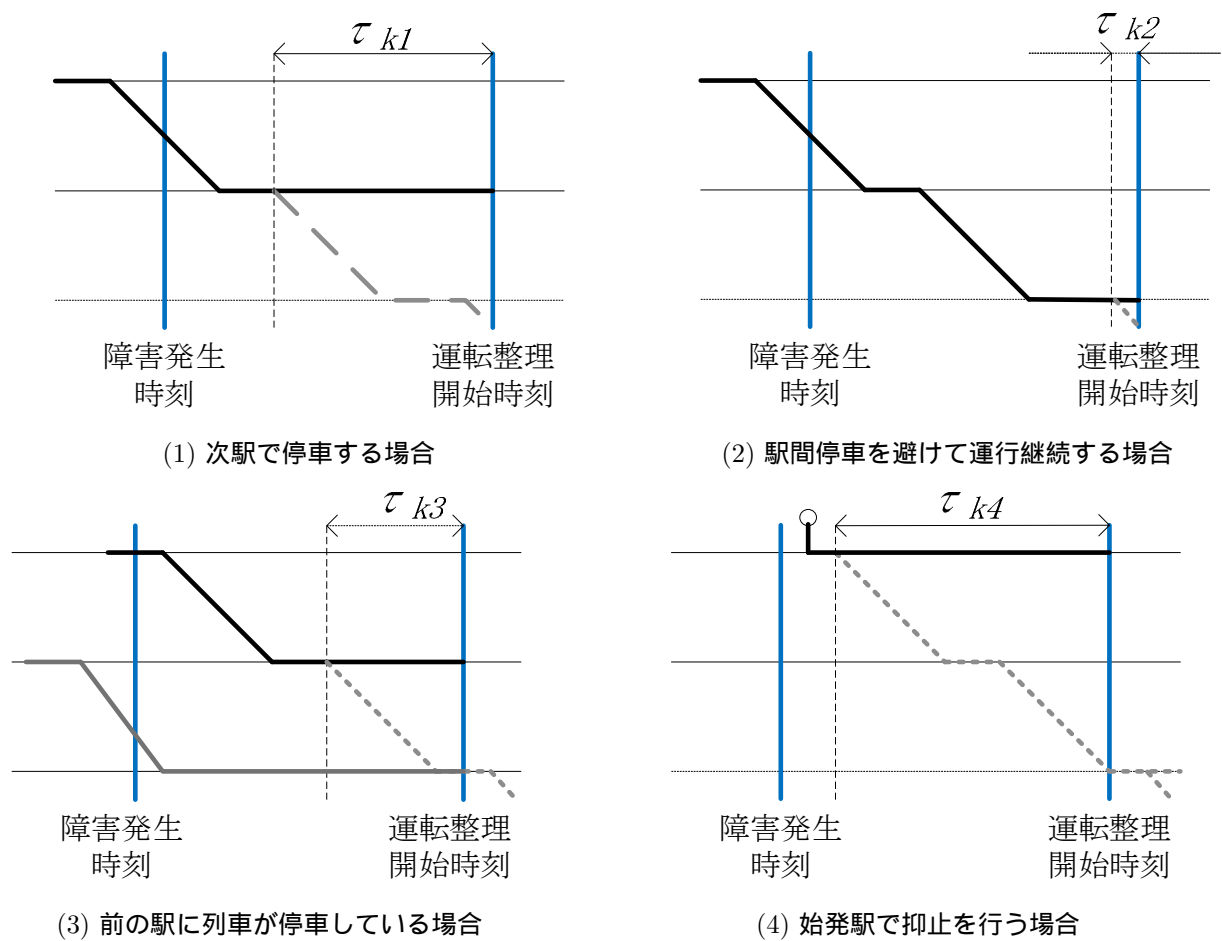 τ k1
障害発生
時刻
運転整理
開始時刻
(1) 次駅で停車する場合
τ k2
障害発生
時刻
運転整理
開始時刻
(2) 駅間停車を避けて運行継続する場合
τ k3
障害発生
時刻
運転整理
開始時刻
(3) 前の駅に列車が停車している場合
τ k4
障害発生
時刻
運転整理
開始時刻
(4) 始発駅で抑止を行う場合